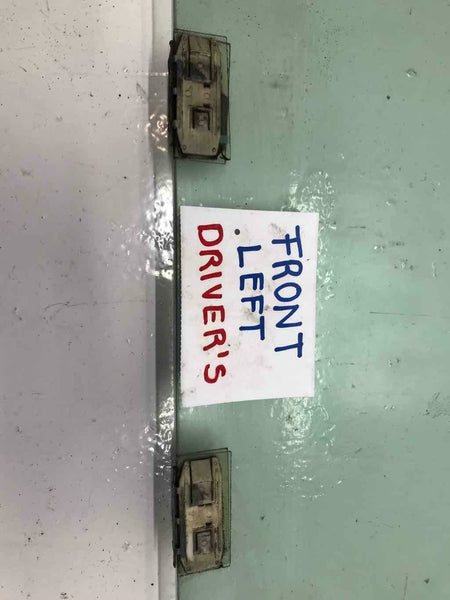 FRONT
. LEFT
DRIVER'S